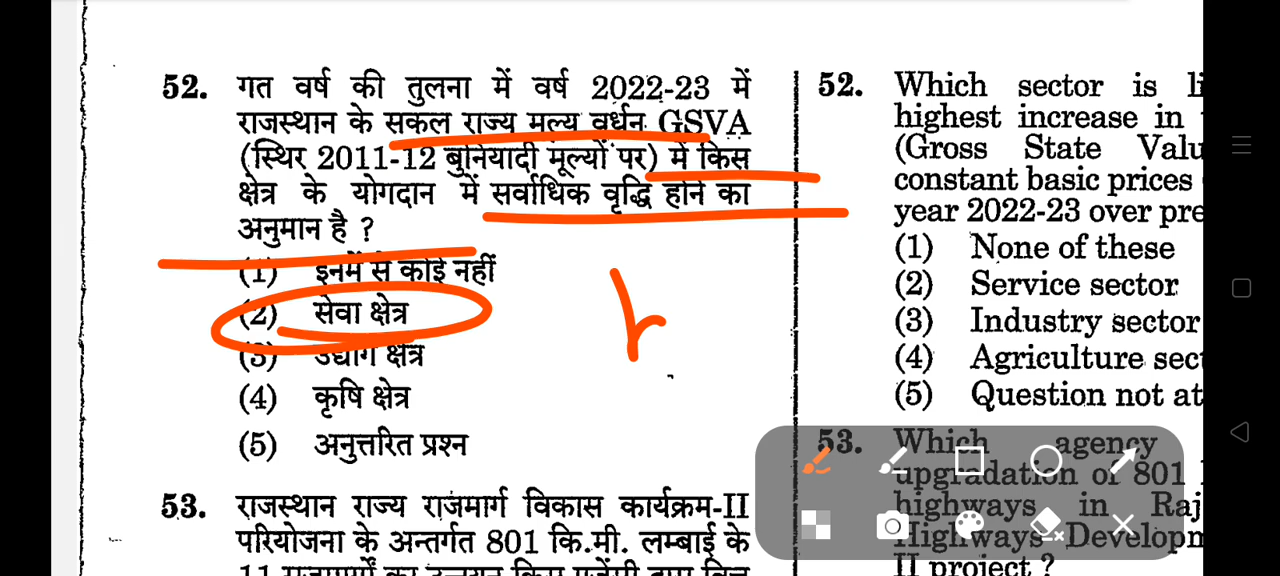 52. गत वर्ष की तुलना में वर्ष 2022-23 में
राजस्थान के सकल राज्य मूल्य वर्धन GSVA
(स्थिर 2011-12 बुनियादी मूल्यों पर) में किस
क्षेत्र के योगदान में सर्वाधिक वृद्धि होने का
अनुमान है ?
(1) इनमें से कोई नहीं
(2) सेवा क्षेत्र
(3) उद्योग क्षेत्र
(4) कृषि क्षेत्र
(5) अनुत्तरित प्रश्न
53. राजस्थान राज्य राजमार्ग विकास कार्यक्रम-II
परियोजना के अन्तर्गत 801 कि.मी. लम्बाई के
52. Which sector is li
highest increase in
(Gross State Valu
constant basic prices
year 2022-23 over pre
(1) None of these
(2) Service sector
(3) Industry sector
(4) Agriculture sec
(5) Question not at
53. Which agency
upgradation of 801
highways in Raj
Highways Developm
II project ?